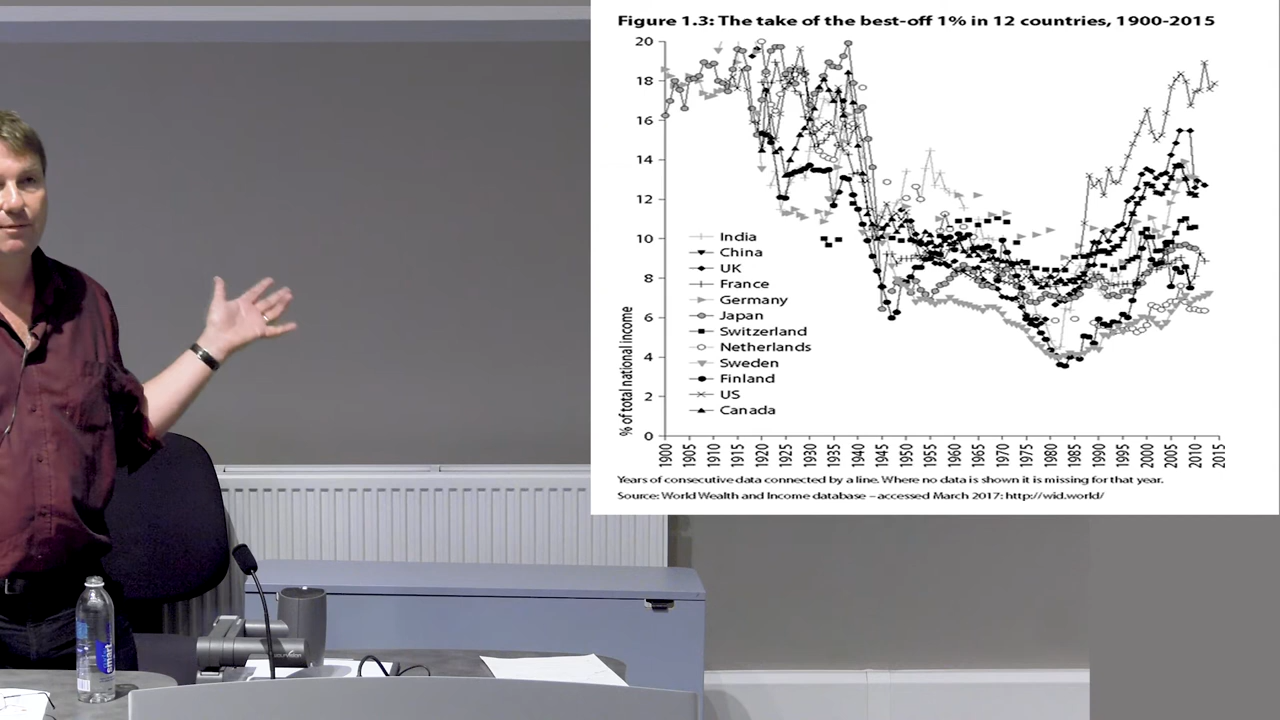 Figure 1.3: The take of the best-off 1% in 12 countries, 1900-2015
20
18
16
14
12
10
8
6
4
2
0
% of total national income
India
China
UK
France
Germany
Japan
Switzerland
Netherlands
Sweden
Finland
US
Canada
1900 1905 1910 1915 1920 1925 1930 1935 1940 1945 1950 1955 1960 1965 1970 1975 1980 1985 1990 1995 2000 2005 2010 2015
Years of consecutive data connected by a line. Where no data is shown it is missing for that year.
Source: World Wealth and Income database – accessed March 2017: http://wid.world/
smart